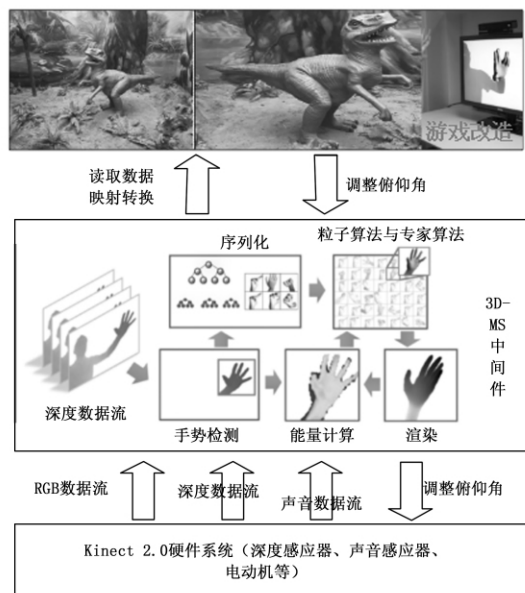 游戏改造
读取数据
映射转换
调整俯仰角
序列化
粒子算法与专家算法
3D-
MS
中
间
件
深度数据流
手势检测
能量计算
渲染
RGB数据流
深度数据流
声音数据流
调整俯仰角
Kinect 2.0硬件系统（深度感应器、声音感应器、
电动机等）